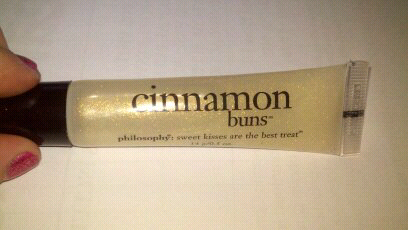 cinnamon
buns™
philosophy: sweet kisses are the best treat™